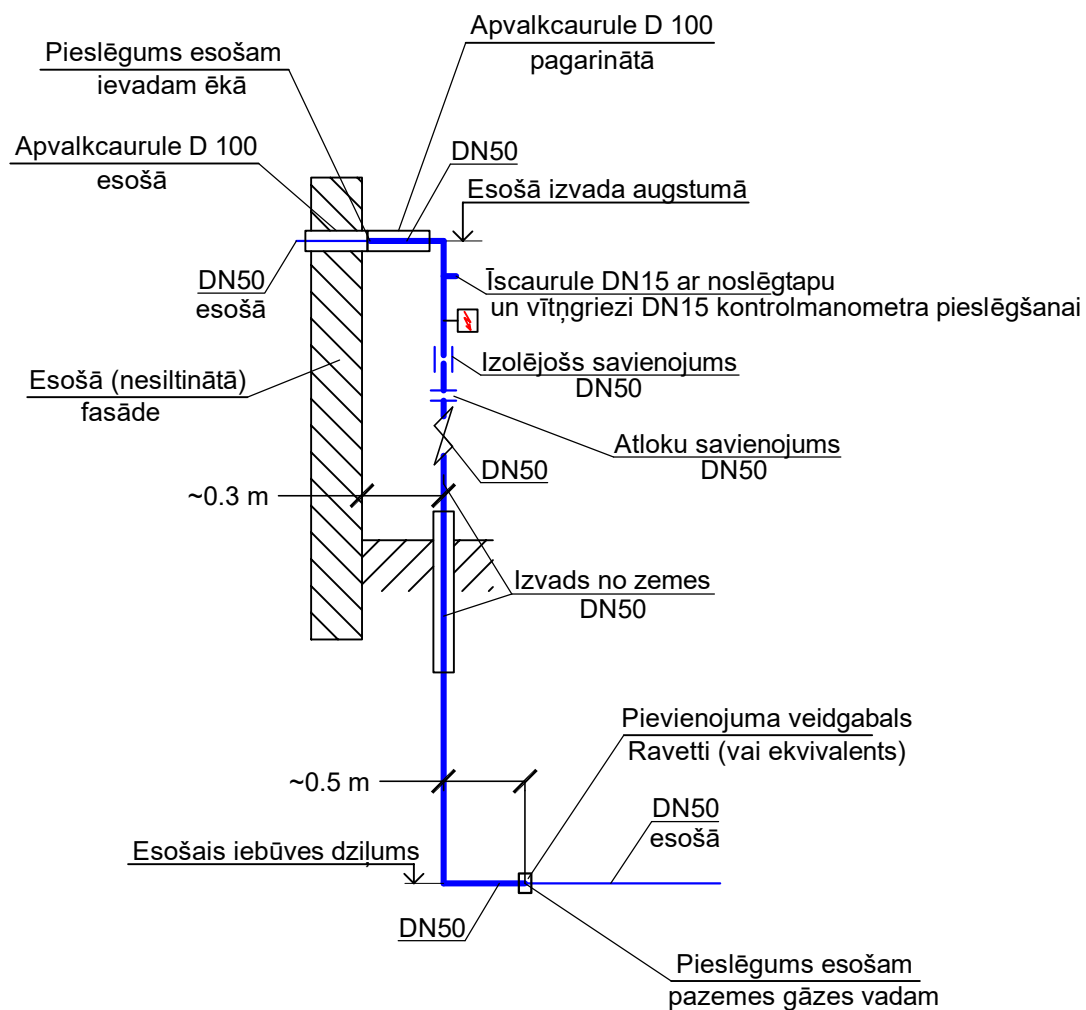 Apvalkcaurule D 100
pagarinātā
Pieslēgums esošam
ievadam ēkā
Apvalkcaurule D 100
esošā
DN50
Esošā izvada augstumā
DN50
esošā
Īscaurule DN15 ar noslēgtapu
un vītņgriezi DN15 kontrolmanometra pieslēgšanai
Izolējošs savienojums
DN50
Esošā (nesiltinātā)
fasāde
Atloku savienojums
DN50
DN50
~0.3 m
Izvads no zemes
DN50
Pievienojuma veidgabals
Ravetti (vai ekvivalents)
~0.5 m
DN50
esošā
Esošais iebūves dziļums
DN50
Pieslēgums esošam
pazemes gāzes vadam